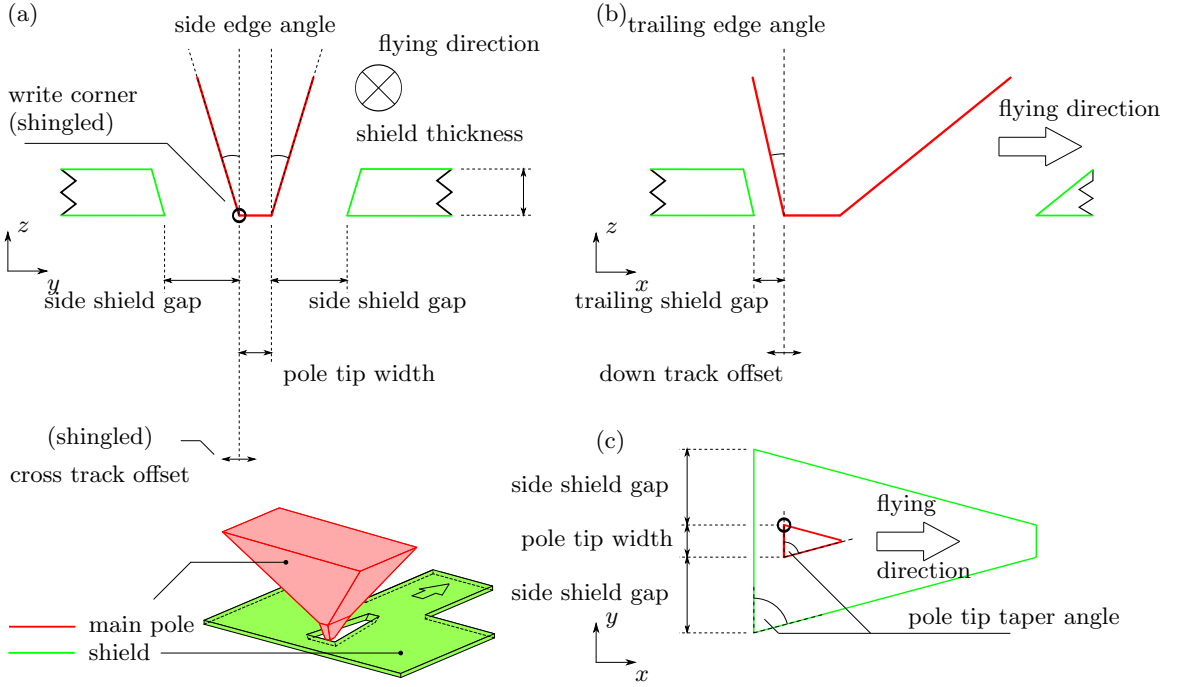 (a)
side edge angle
flying direction
write corner
(shingled)
shield thickness
z
y
side shield gap
side shield gap
pole tip width
(shingled)
cross track offset
main pole
shield
(b)
trailing edge angle
flying direction
z
x
trailing shield gap
down track offset
(c)
side shield gap
flying
pole tip width
direction
side shield gap
pole tip taper angle
y
x